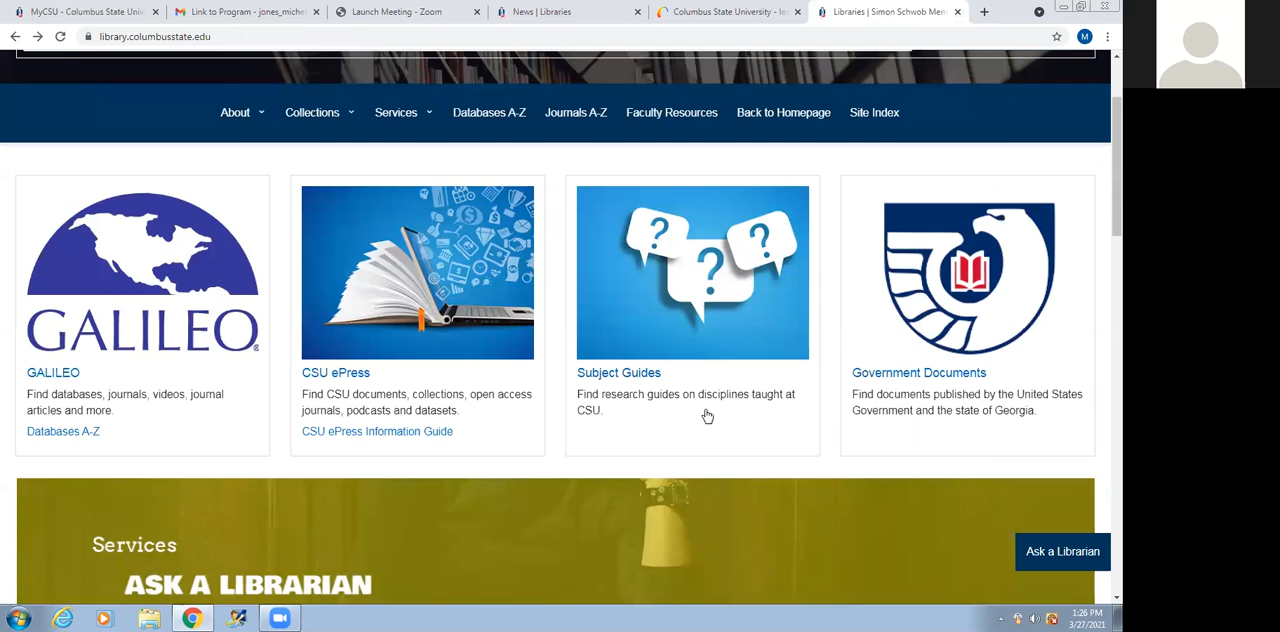 MyCSU - Columbus State Univ
Link to Program - jones_michel
Launch Meeting - Zoom
News | Libraries
Columbus State University - lea
Libraries | Simon Schwob Mem
library.columbusstate.edu
M
About
Collections
Services
Databases A-Z
Journals A-Z
Faculty Resources
Back to Homepage
Site Index
GALILEO®
GALILEO
Find databases, journals, videos, journal
articles and more.
Databases A-Z
CSU ePress
Find CSU documents, collections, open access
journals, podcasts and datasets.
CSU ePress Information Guide
? ? ?
Subject Guides
Find research guides on disciplines taught at
CSU.
Government Documents
Find documents published by the United States
Government and the state of Georgia.
Services
ASK A LIBRARIAN
Ask a Librarian
1:26 PM
3/27/2021